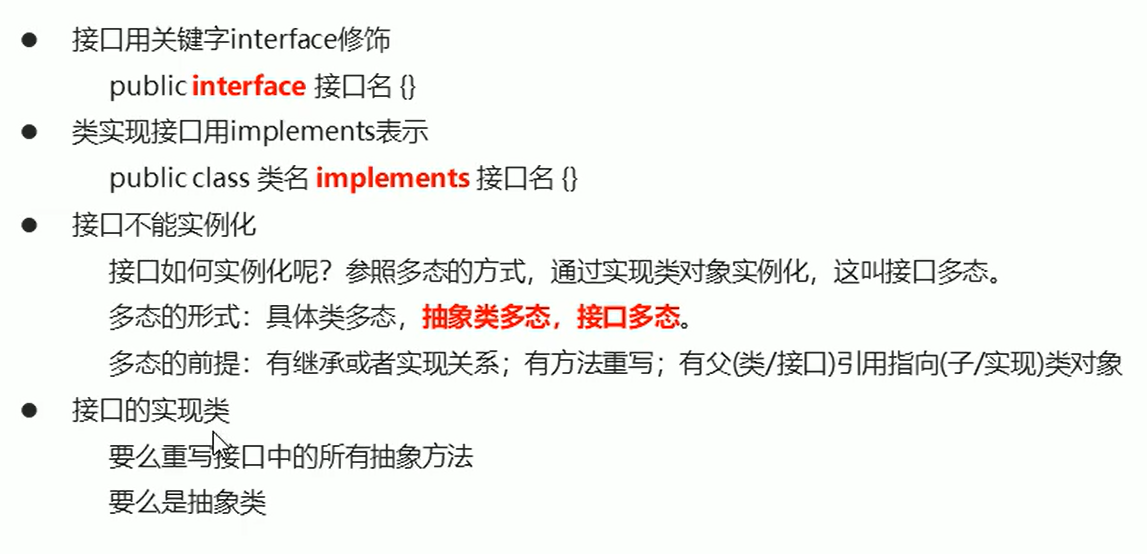 ● 接口用关键字interface修饰
public interface 接口名 {}
● 类实现接口用implements表示
public class 类名 implements 接口名 {}
● 接口不能实例化
接口如何实例化呢？参照多态的方式，通过实现类对象实例化，这叫接口多态。
多态的形式：具体类多态，抽象类多态，接口多态。
多态的前提：有继承或者实现关系；有方法重写；有父(类/接口)引用指向(子/实现)类对象
● 接口的实现类
要么重写接口中的所有抽象方法
要么是抽象类